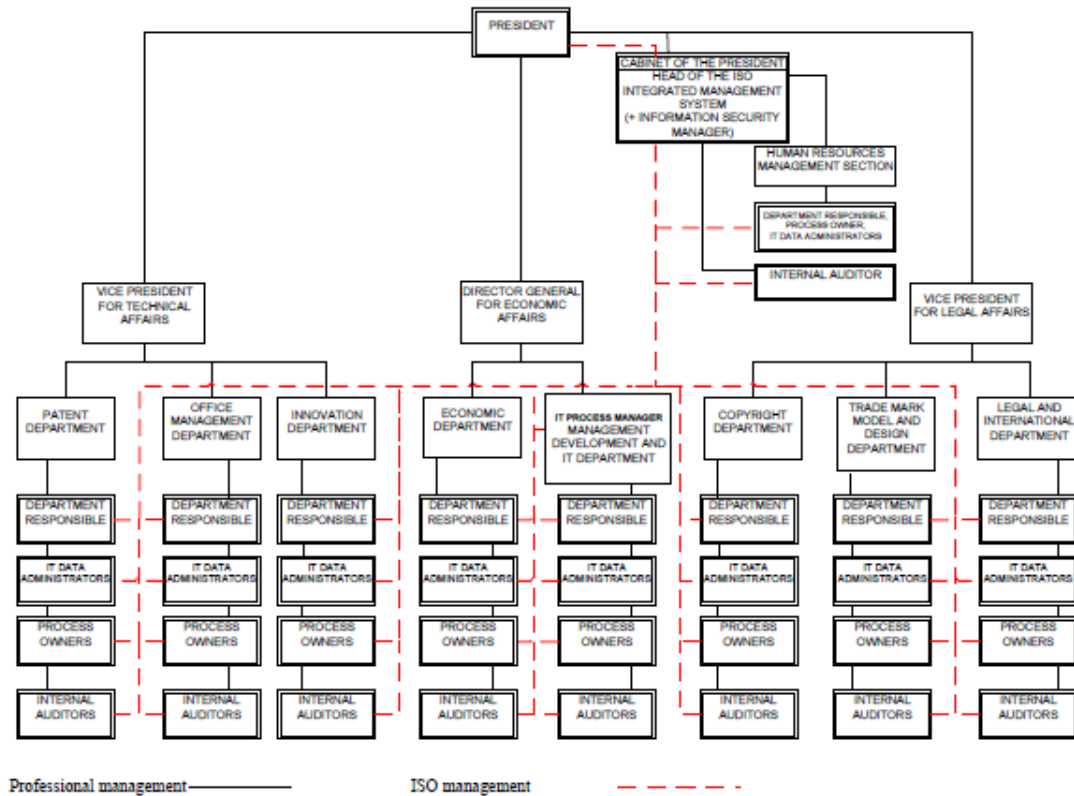 PRESIDENT
CABINET OF THE PRESIDENT
HEAD OF THE ISO
INTEGRATED MANAGEMENT
SYSTEM
(+ INFORMATION SECURITY
MANAGER)
HUMAN RESOURCES
MANAGEMENT SECTION
DEPARTMENT RESPONSIBLE,
PROCESS OWNER,
IT DATA ADMINISTRATORS
INTERNAL AUDITOR
VICE PRESIDENT
FOR TECHNICAL
AFFAIRS
DIRECTOR GENERAL
FOR ECONOMIC
AFFAIRS
VICE PRESIDENT
FOR LEGAL AFFAIRS
PATENT
DEPARTMENT
OFFICE
MANAGEMENT
DEPARTMENT
INNOVATION
DEPARTMENT
ECONOMIC
DEPARTMENT
IT PROCESS MANAGER
MANAGEMENT
DEVELOPMENT AND
IT DEPARTMENT
COPYRIGHT
DEPARTMENT
TRADE MARK
MODEL AND
DESIGN
DEPARTMENT
LEGAL AND
INTERNATIONAL
DEPARTMENT
DEPARTMENT
RESPONSIBLE
DEPARTMENT
RESPONSIBLE
DEPARTMENT
RESPONSIBLE
DEPARTMENT
RESPONSIBLE
DEPARTMENT
RESPONSIBLE
DEPARTMENT
RESPONSIBLE
DEPARTMENT
RESPONSIBLE
DEPARTMENT
RESPONSIBLE
IT DATA
ADMINISTRATORS
IT DATA
ADMINISTRATORS
IT DATA
ADMINISTRATORS
IT DATA
ADMINISTRATORS
IT DATA
ADMINISTRATORS
IT DATA
ADMINISTRATORS
IT DATA
ADMINISTRATORS
IT DATA
ADMINISTRATORS
PROCESS
OWNERS
PROCESS
OWNERS
PROCESS
OWNERS
PROCESS
OWNERS
PROCESS
OWNERS
PROCESS
OWNERS
PROCESS
OWNERS
PROCESS
OWNERS
INTERNAL
AUDITORS
INTERNAL
AUDITORS
INTERNAL
AUDITORS
INTERNAL
AUDITORS
INTERNAL
AUDITORS
INTERNAL
AUDITORS
INTERNAL
AUDITORS
INTERNAL
AUDITORS
Professional management
ISO management